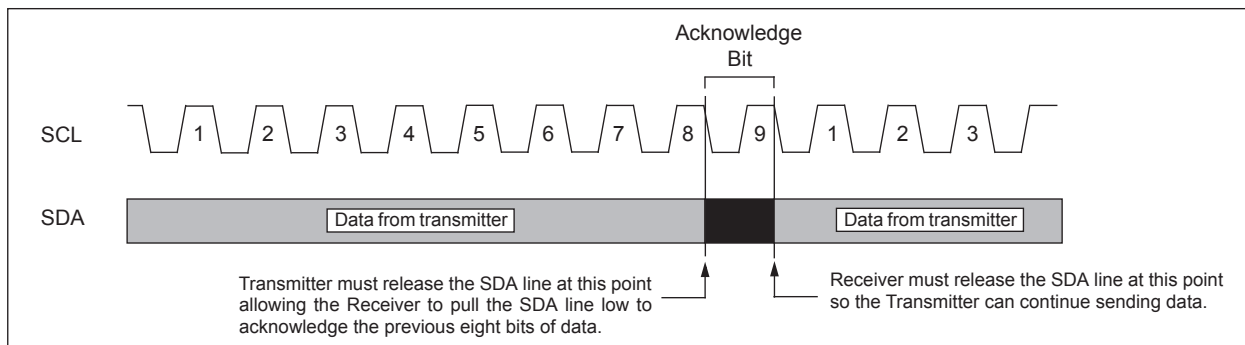 Acknowledge
Bit
SCL
1 2 3 4 5 6 7 8 9 1 2 3
SDA
Data from transmitter Data from transmitter
Transmitter must release the SDA line at this point
allowing the Receiver to pull the SDA line low to
acknowledge the previous eight bits of data.
Receiver must release the SDA line at this point
so the Transmitter can continue sending data.